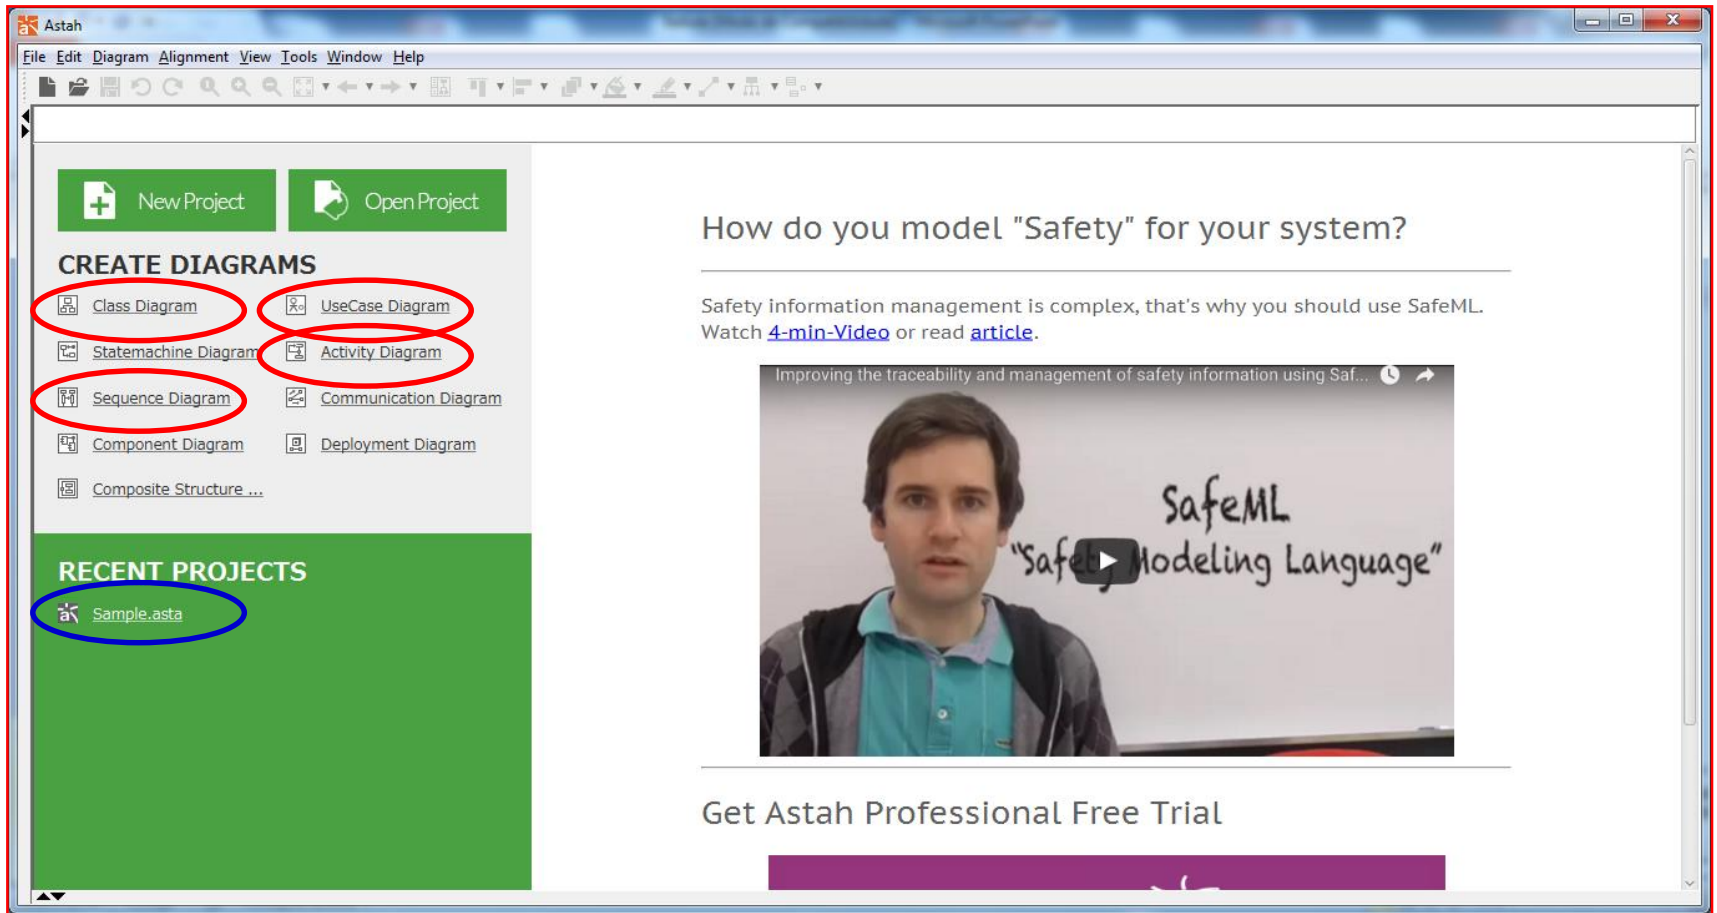 Astah
File Edit Diagram Alignment View Tools Window Help
New Project
Open Project
CREATE DIAGRAMS
Class Diagram
UseCase Diagram
Statemachine Diagram
Activity Diagram
Sequence Diagram
Communication Diagram
Component Diagram
Deployment Diagram
Composite Structure ...
RECENT PROJECTS
Sample.asta
How do you model "Safety" for your system?
Safety information management is complex, that's why you should use SafeML.
Watch 4-min-Video or read article.
Improving the traceability and management of safety information using Saf...
SafeML
"Safety Modeling Language"
Get Astah Professional Free Trial